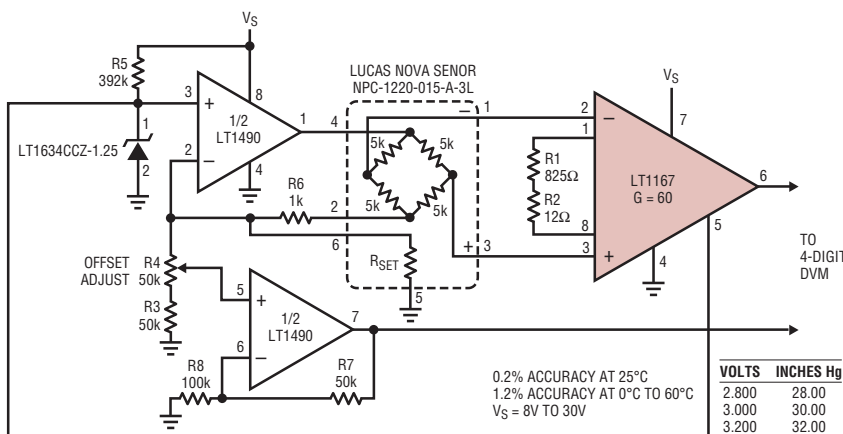 VS
R5
392k
3
+
8
1/2
LT1490
1
2
−
4
1
LT1634CCZ-1.25
2
LUCAS NOVA SENOR
NPC-1220-015-A-3L
4
−
1
5k
5k
5k
5k
R6
1k
2
6
+
3
RSET
5
VS
2
−
7
1
R1
825Ω
R2
12Ω
LT1167
G = 60
6
8
3
+
4
5
TO
4-DIGIT
DVM
OFFSET
ADJUST
R4
50k
R3
50k
5
+
1/2
LT1490
7
6
−
R8
100k
R7
50k
0.2% ACCURACY AT 25°C
1.2% ACCURACY AT 0°C TO 60°C
VS = 8V TO 30V
VOLTS INCHES Hg
2.800 28.00
3.000 30.00
3.200 32.00